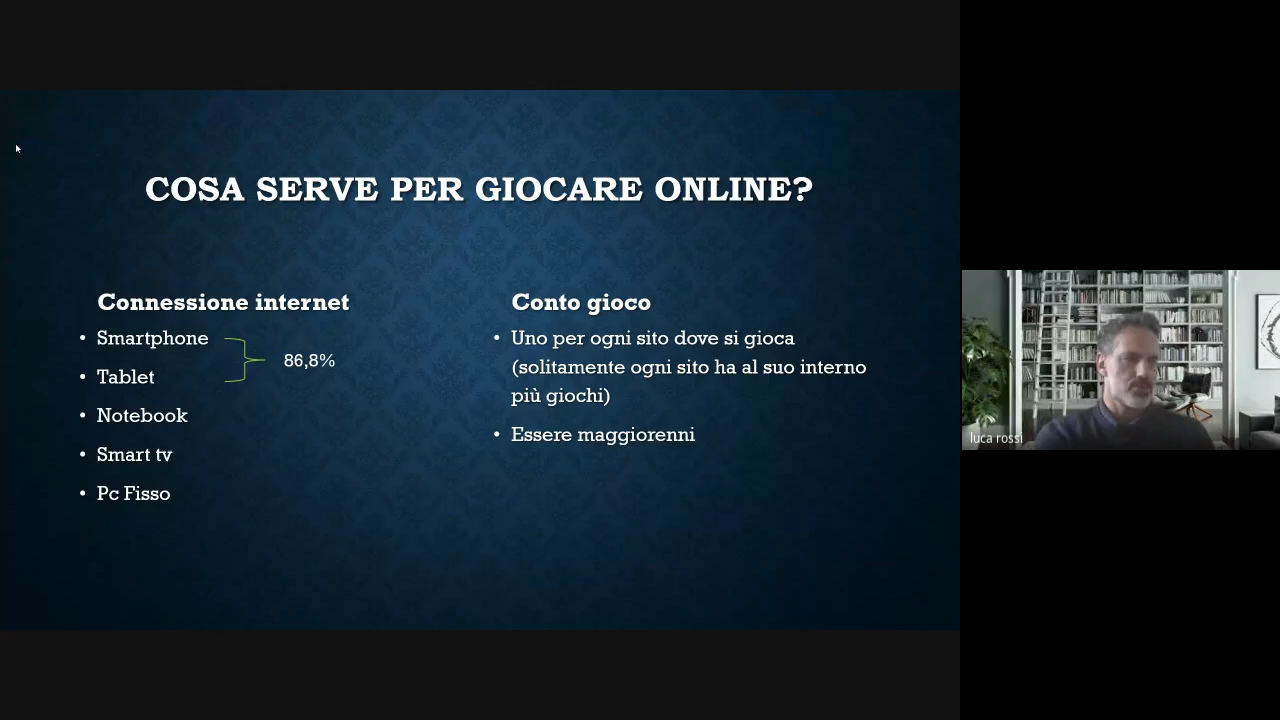 COSA SERVE PER GIOCARE ONLINE?
Connessione internet
• Smartphone
• Tablet
86,8%
• Notebook
• Smart tv
• Pc Fisso
Conto gioco
• Uno per ogni sito dove si gioca
(solitamente ogni sito ha al suo interno
più giochi)
• Essere maggiorenni
luca rossi